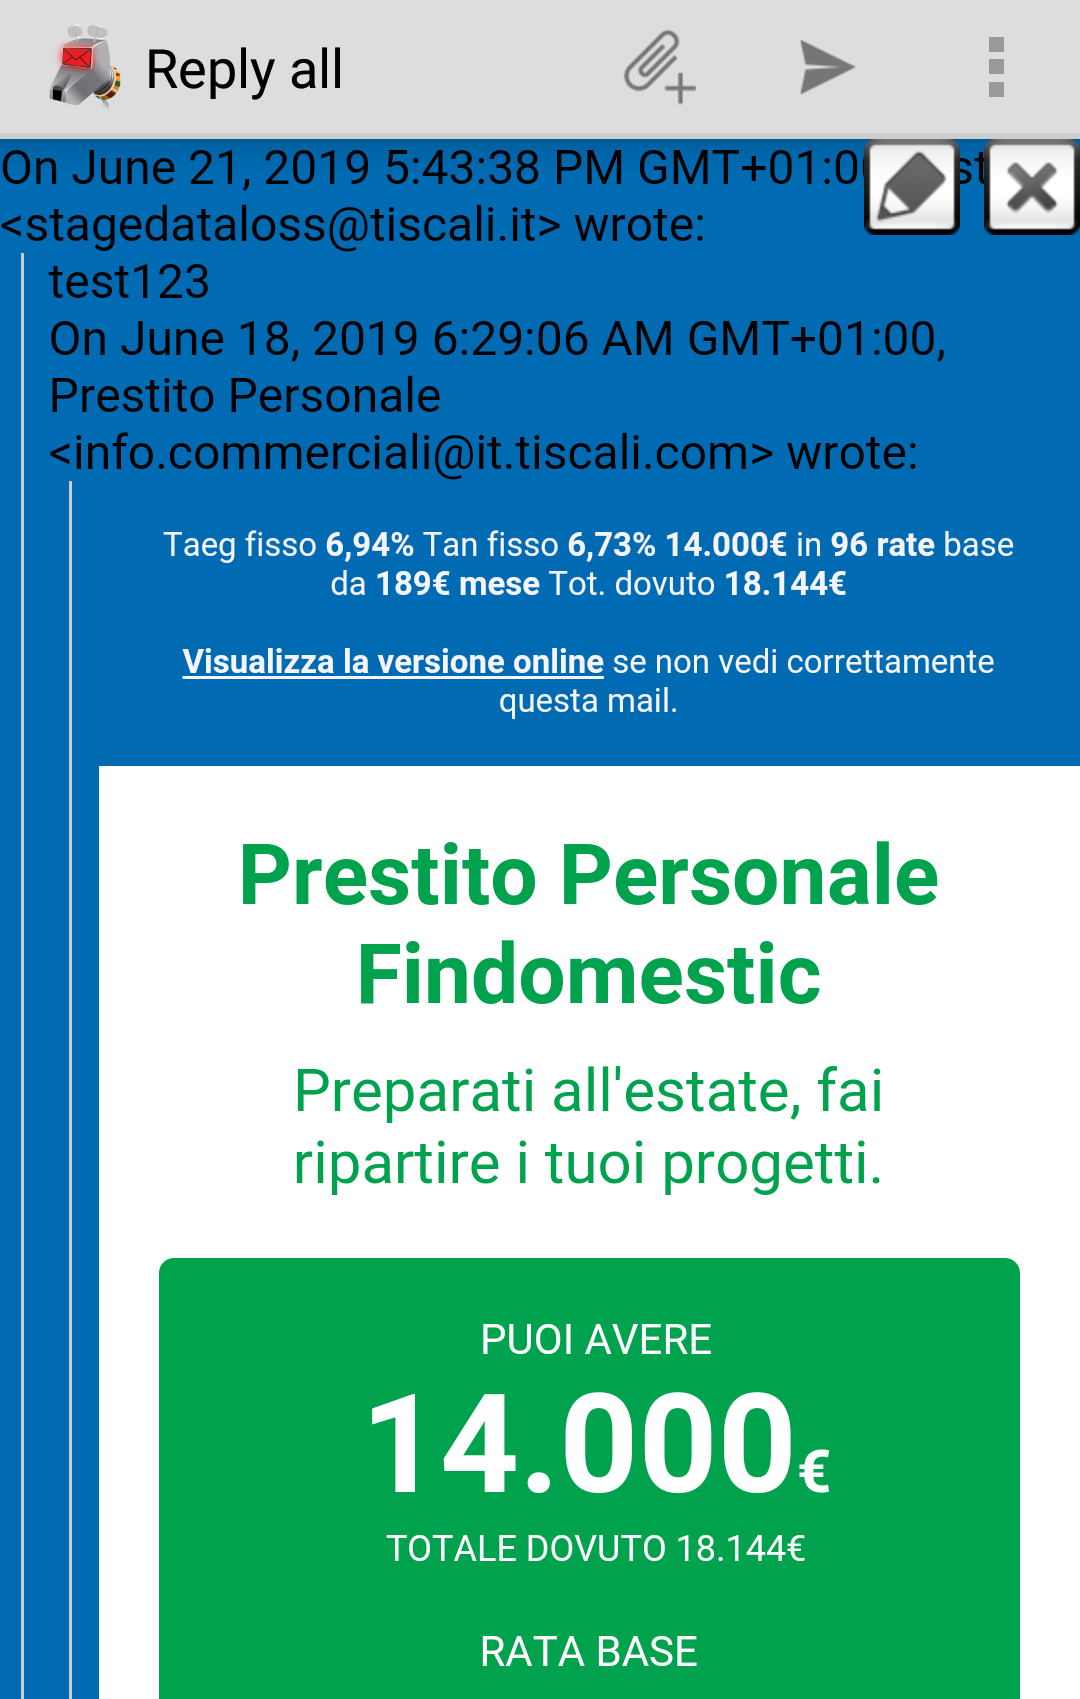 Reply all
On June 21, 2019 5:43:38 PM GMT+01:0
<stagedataloss@tiscali.it> wrote:
test123
On June 18, 2019 6:29:06 AM GMT+01:00,
Prestito Personale
<info.commerciali@it.tiscali.com> wrote:
Taeg fisso 6,94% Tan fisso 6,73% 14.000€ in 96 rate base
da 189€ mese Tot. dovuto 18.144€
Visualizza la versione online se non vedi correttamente
questa mail.
Prestito Personale
Findomestic
Preparati all'estate, fai
ripartire i tuoi progetti.
PUOI AVERE
14.000€
TOTALE DOVUTO 18.144€
RATA BASE